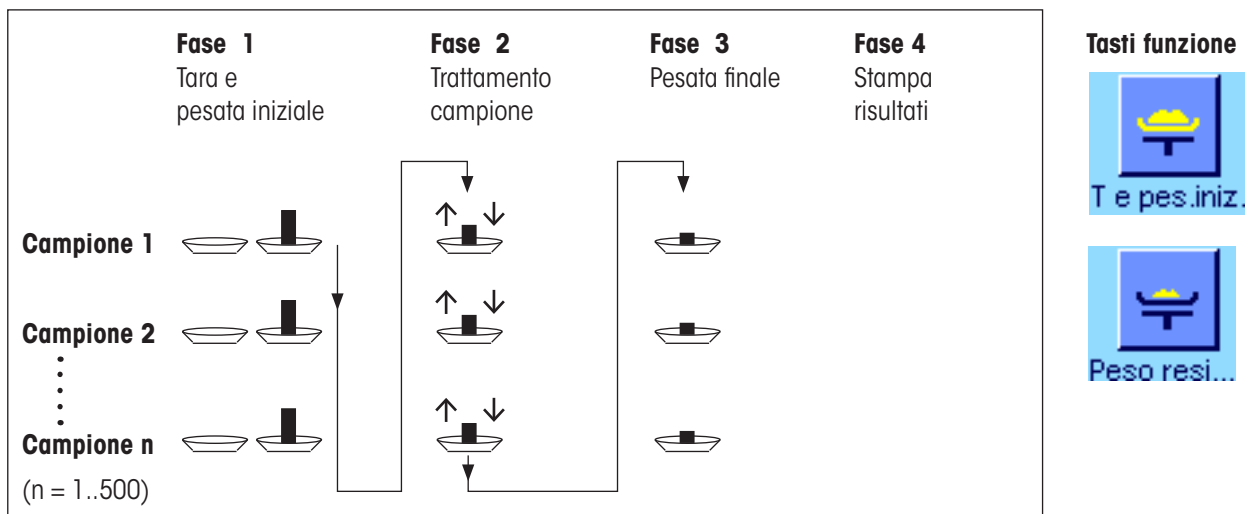 Fase 1
Tara e
pesata iniziale
Fase 2
Trattamento
campione
Fase 3
Pesata finale
Fase 4
Stampa
risultati
Tasti funzione
T e pes.iniz.
Peso resi...
Campione 1
Campione 2
Campione n
(n = 1..500)